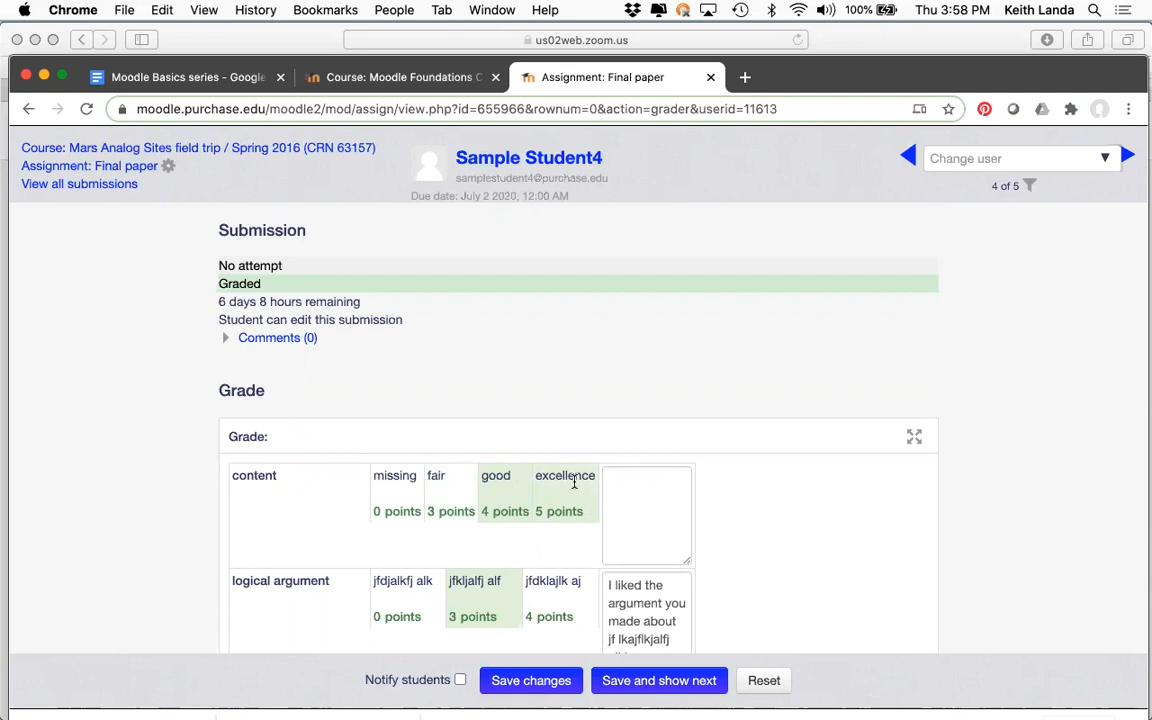 Chrome File Edit View History Bookmarks People Tab Window Help 100% Thu 3:58 PM Keith Landa
us02web.zoom.us
Moodle Basics series - Google
Course: Moodle Foundations C
Assignment: Final paper
moodle.purchase.edu/moodle2/mod/assign/view.php?id=655966&rownum=0&action=grader&userid=11613
Course: Mars Analog Sites field trip / Spring 2016 (CRN 63157)
Assignment: Final paper
View all submissions
Sample Student4
samplestudent4@purchase.edu
Due date: July 2 2020, 12:00 AM
Change user
4 of 5
Submission
No attempt
Graded
6 days 8 hours remaining
Student can edit this submission
Comments (0)
Grade
Grade:
content missing fair good excellence
0 points 3 points 4 points 5 points
logical argument jfdjalkfj alk jfkljalfj alf jfdklajlk aj
0 points 3 points 4 points
I liked the
argument you
made about
jf lkajflkjalfj
Notify students Save changes Save and show next Reset